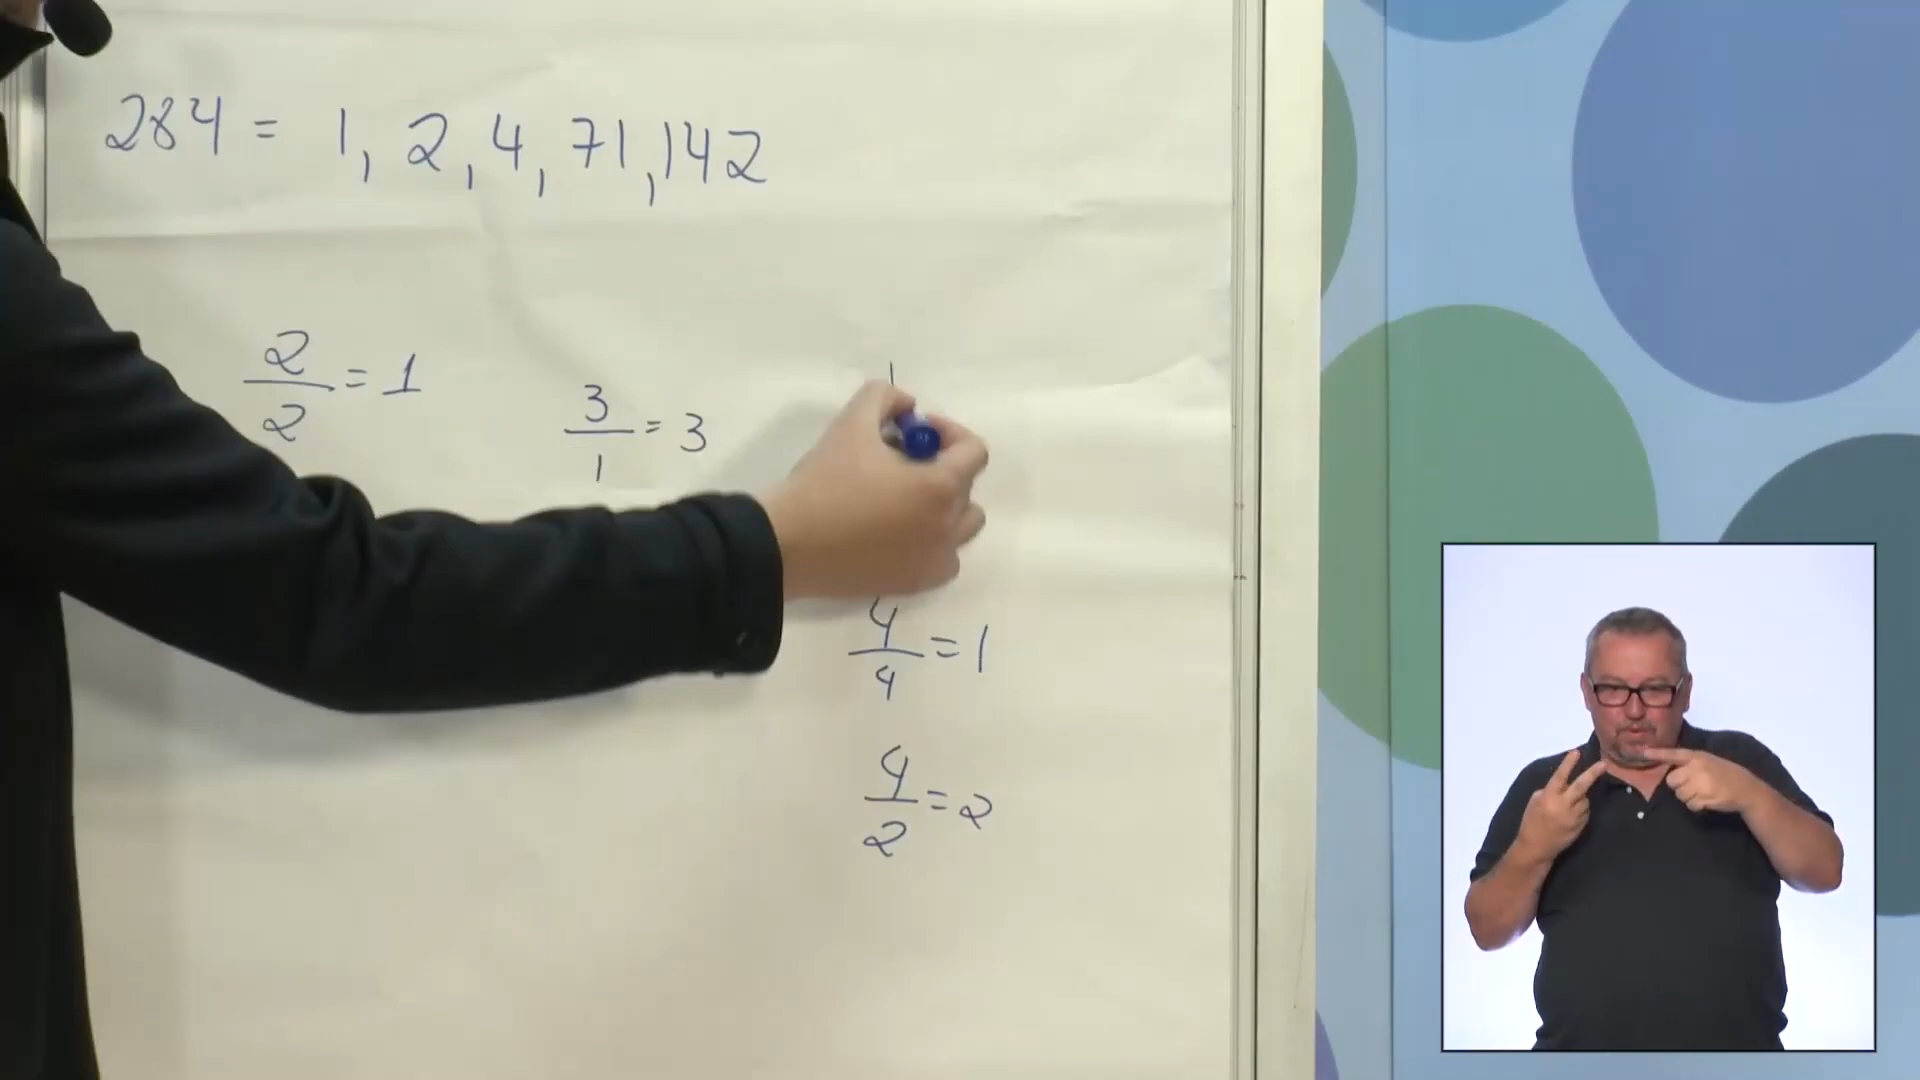 284 = 1, 2, 4, 71, 142
2/2 = 1
3/1 = 3
4/4 = 1
4/2 = 2